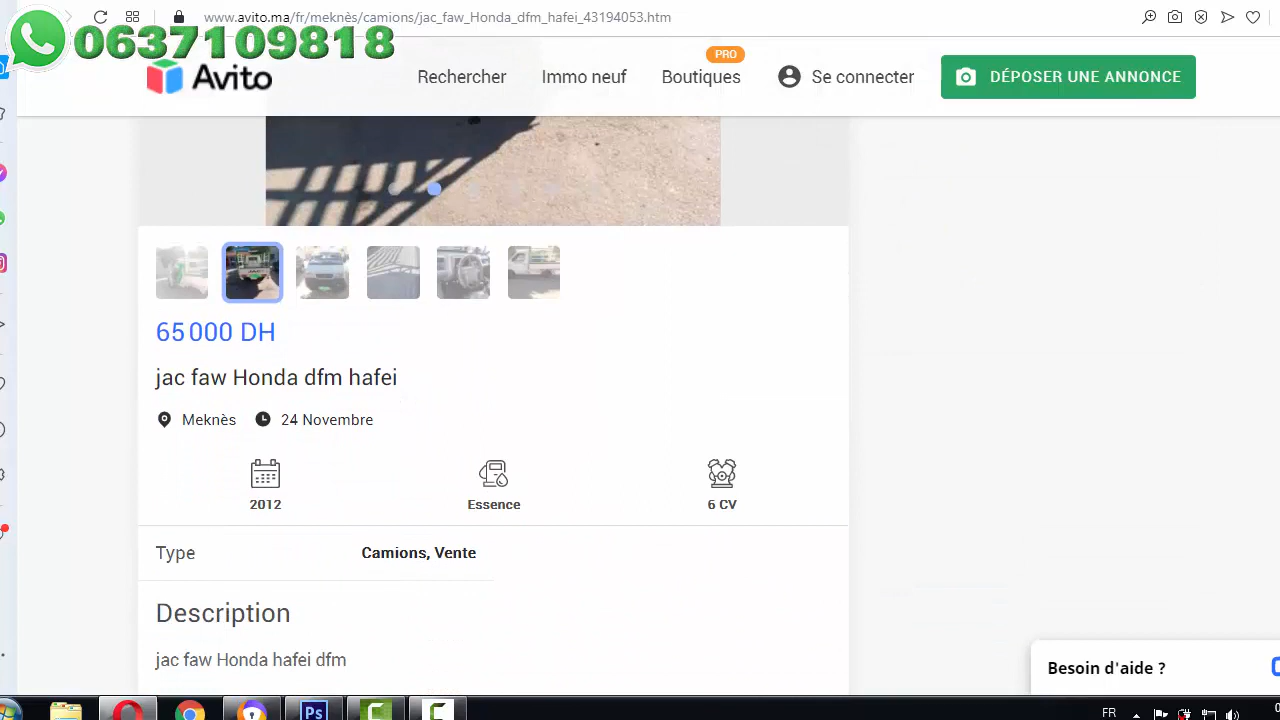 www.avito.ma/fr/meknès/camions/jac_faw_Honda_dfm_hafei_43194053.htm
0637109818
Avito
Rechercher
Immo neuf
PRO
Boutiques
Se connecter
DÉPOSER UNE ANNONCE
65 000 DH
jac faw Honda dfm hafei
Meknès 24 Novembre
2012 Essence 6 CV
Type Camions, Vente
Description
jac faw Honda hafei dfm
Besoin d'aide ?
Ps
FR